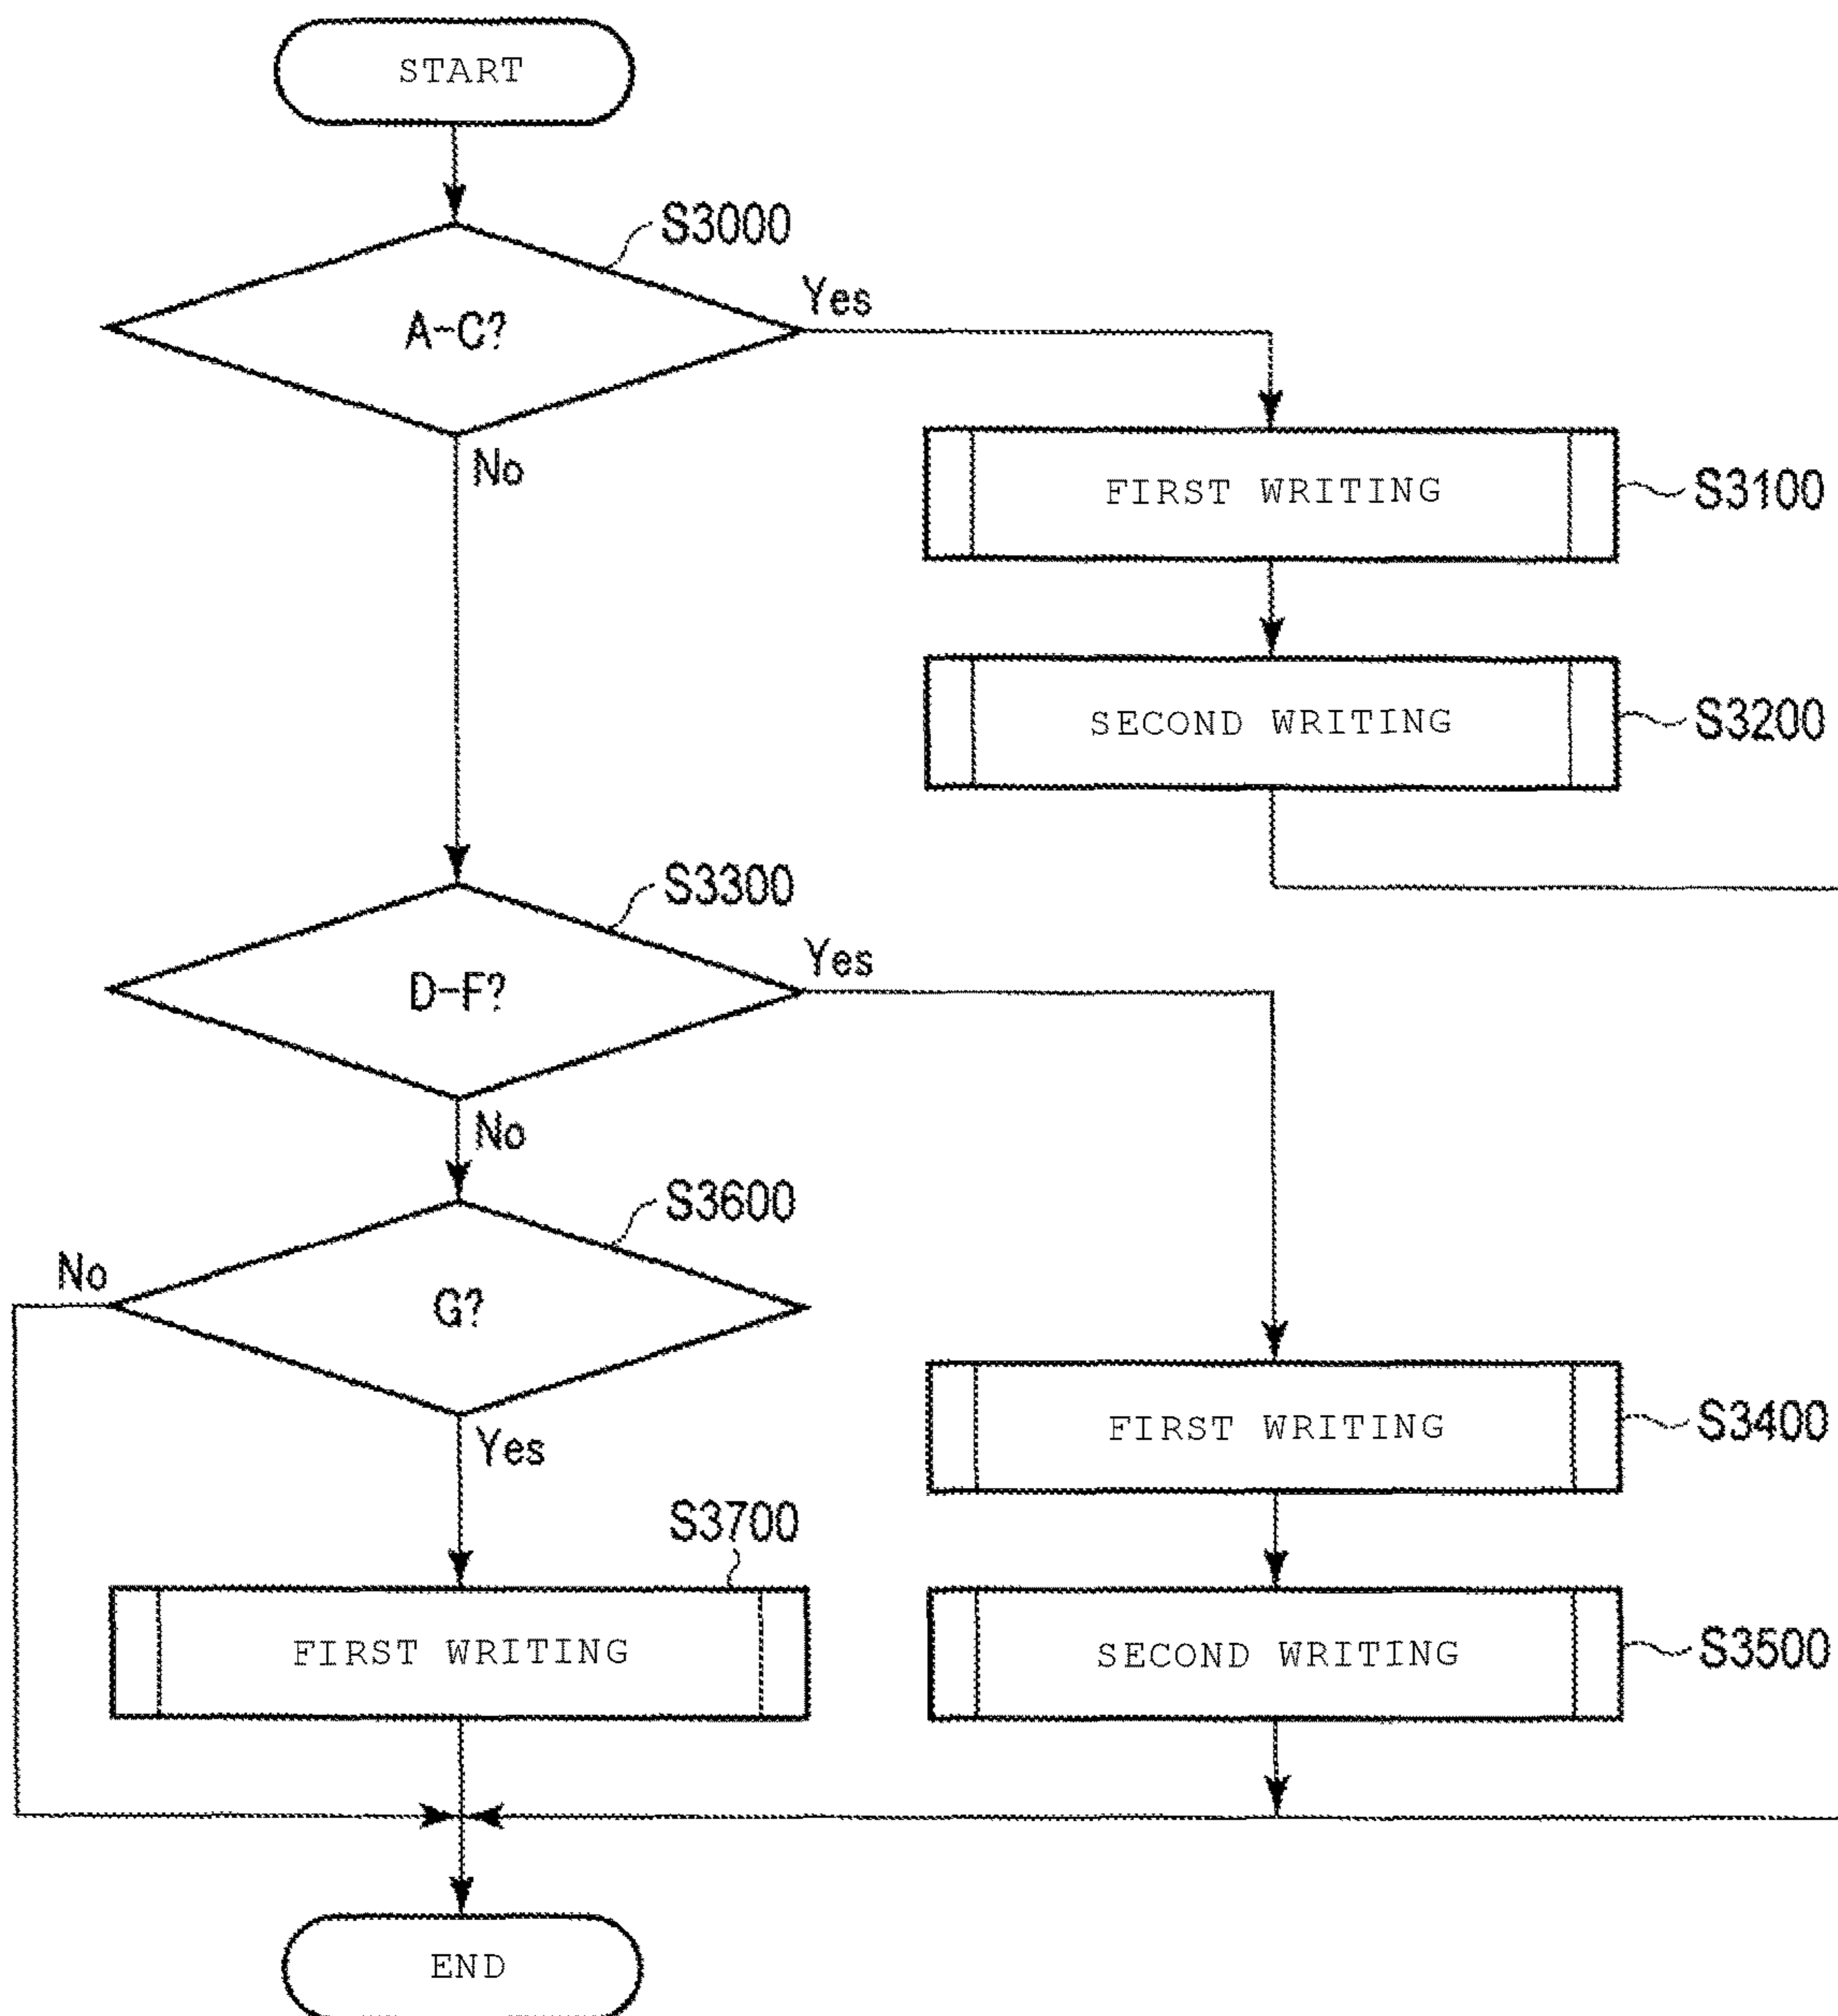 START
S3000
A-C?
Yes
No
FIRST WRITING
S3100
SECOND WRITING
S3200
S3300
D-F?
Yes
No
S3600
G?
No
Yes
FIRST WRITING
S3400
S3700
FIRST WRITING
SECOND WRITING
S3500
END